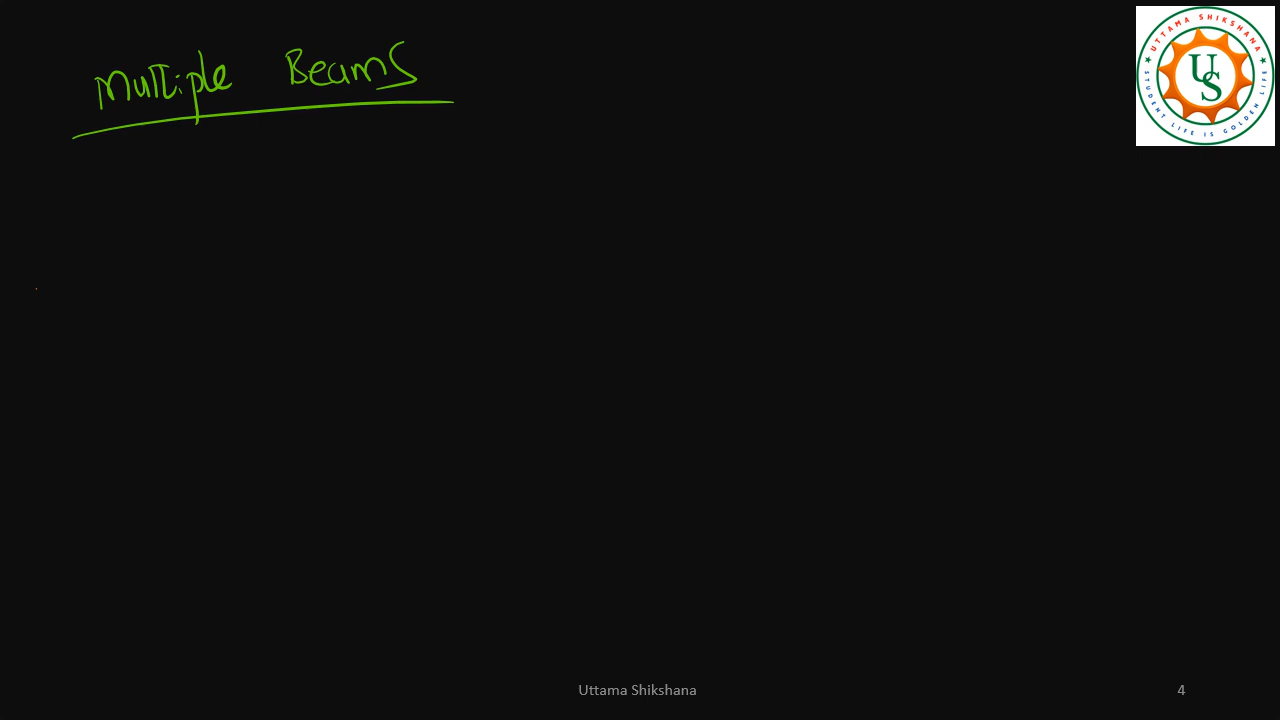 Multiple Beams
UTTAMA SHIKSHANA
US
STUDENT LIFE IS GOLDEN LIFE
Uttama Shikshana
4